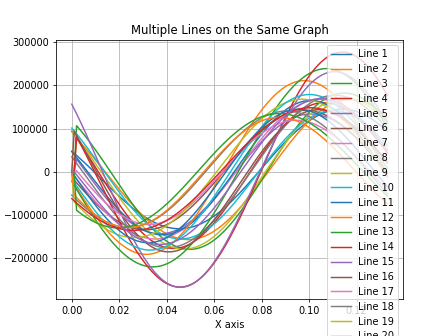 Multiple Lines on the Same Graph
300000
200000
100000
0
−100000
−200000
0.00
0.02
0.04
0.06
0.08
0.10
X axis
Line 1
Line 2
Line 3
Line 4
Line 5
Line 6
Line 7
Line 8
Line 9
Line 10
Line 11
Line 12
Line 13
Line 14
Line 15
Line 16
Line 17
Line 18
Line 19
Line 20